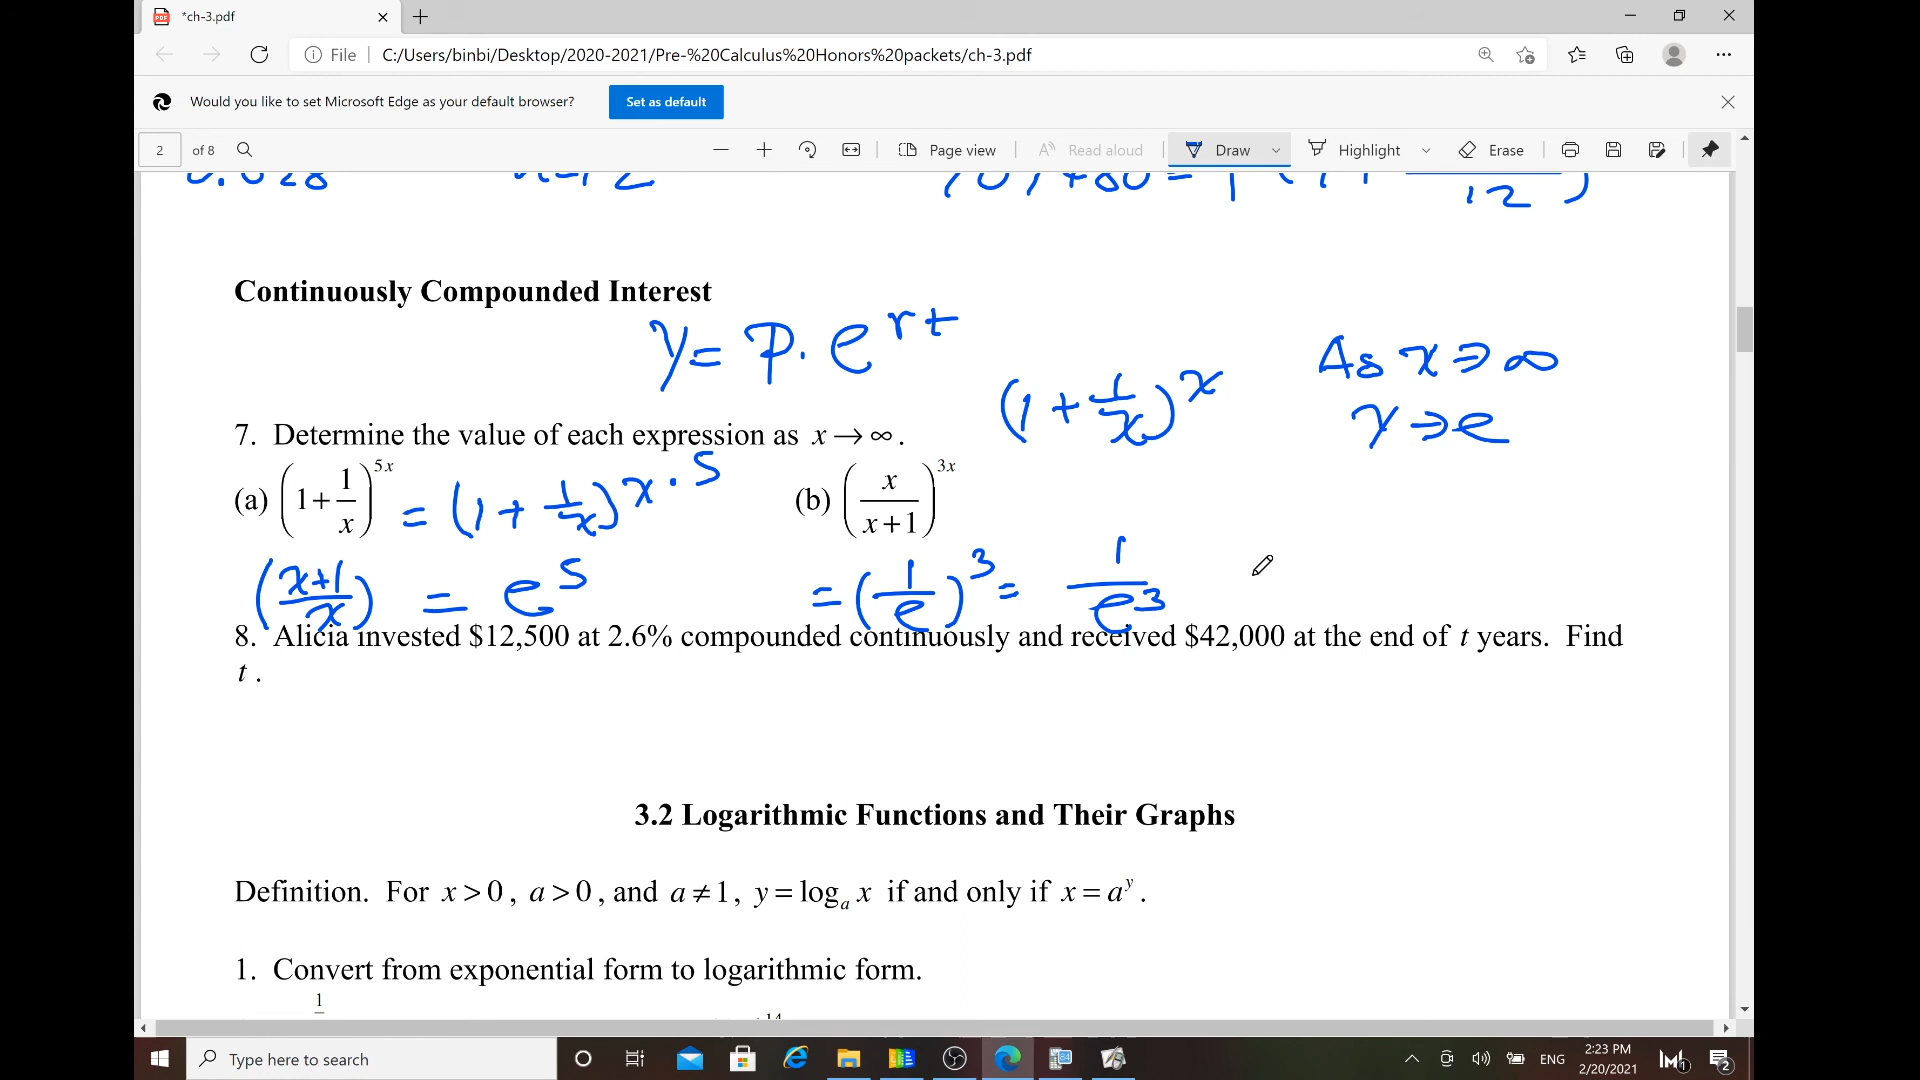 *ch-3.pdf
File C:/Users/binbi/Desktop/2020-2021/Pre-%20Calculus%20Honors%20packets/ch-3.pdf
Would you like to set Microsoft Edge as your default browser? Set as default
2 of 8 Page view Read aloud Draw Highlight Erase
12
Continuously Compounded Interest
y = P · e^{rt}
(1 + 1/x)^x
As x ⇒ ∞
y ⇒ e
7. Determine the value of each expression as x → ∞.
(a) (1 + 1/x)^{5x} = (1 + 1/x)^{x · 5} (b) (x/(x+1))^{3x}
((x+1)/x) = e^5 = (1/e)^3 = 1/e^3
8. Alicia invested $12,500 at 2.6% compounded continuously and received $42,000 at the end of t years. Find
t .
3.2 Logarithmic Functions and Their Graphs
Definition. For x > 0, a > 0, and a ≠ 1, y = log_a x if and only if x = a^y.
1. Convert from exponential form to logarithmic form.
1
Type here to search
ENG 2:23 PM
2/20/2021